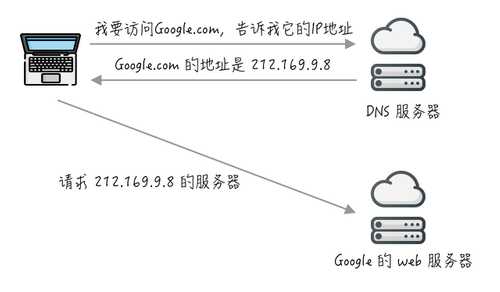 我要访问Google.com，告诉我它的IP地址
Google.com 的地址是 212.169.9.8
DNS 服务器
请求 212.169.9.8 的服务器
Google 的 web 服务器